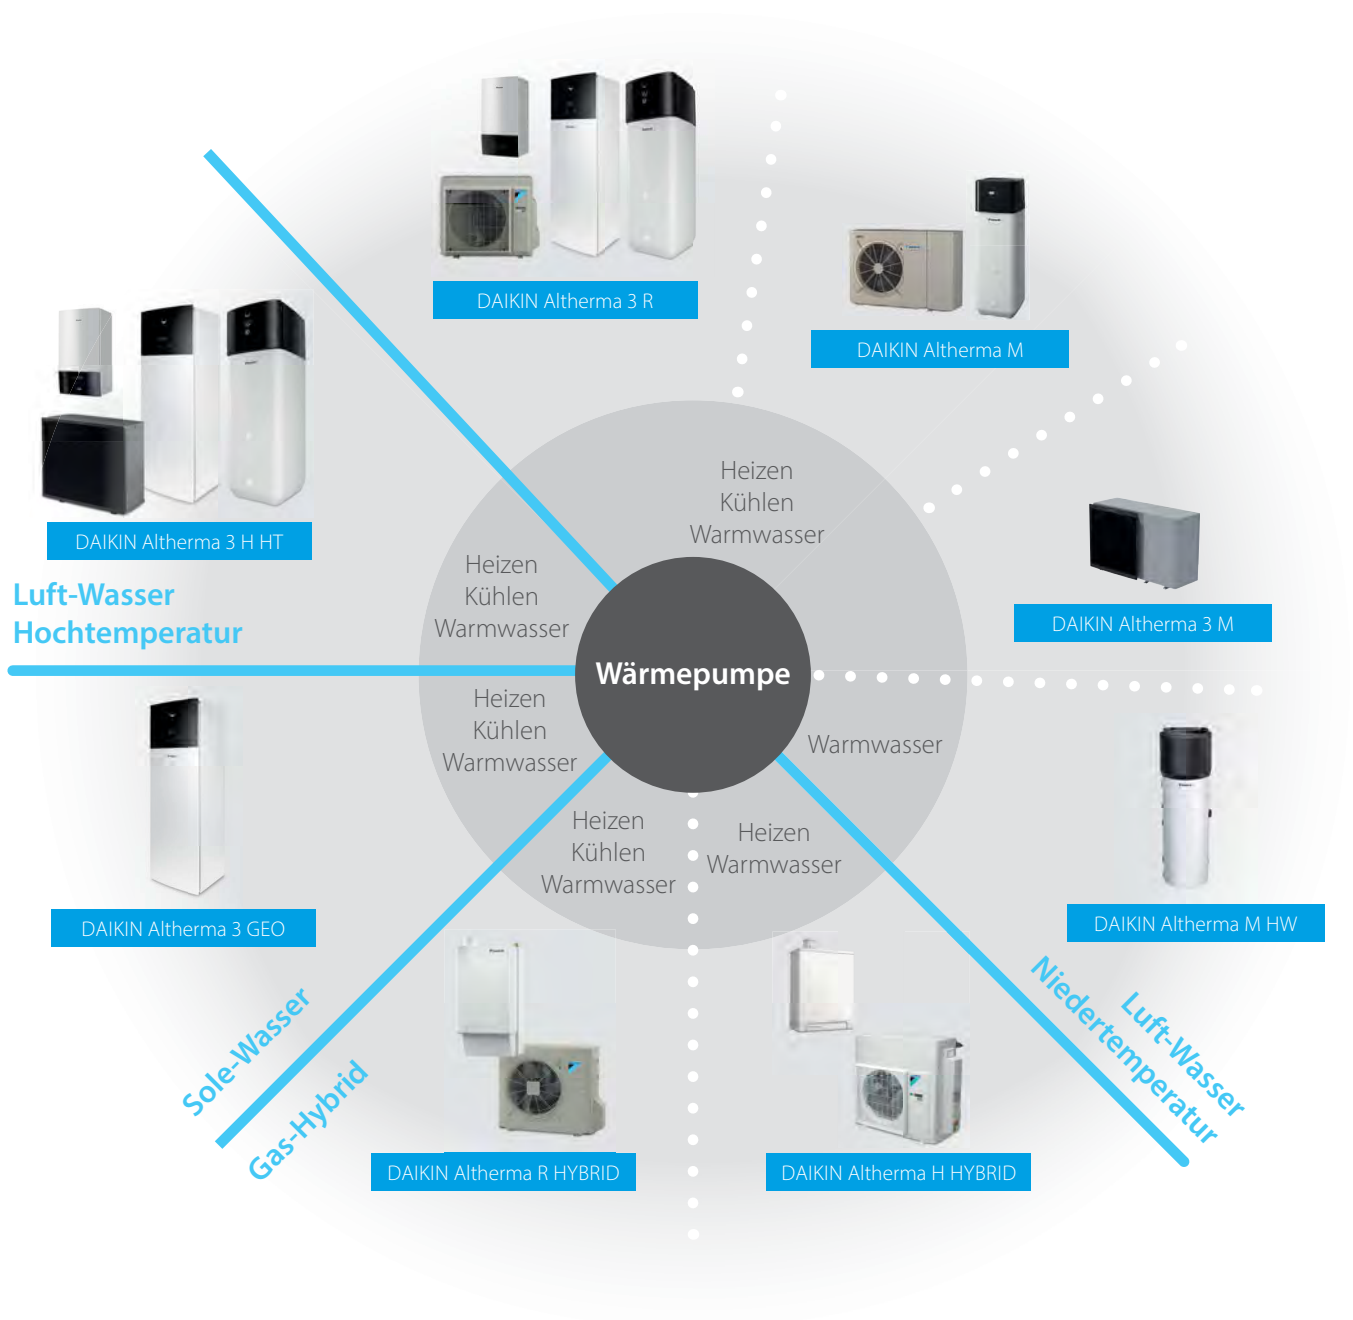 DAIKIN Altherma 3 R
DAIKIN Altherma M
DAIKIN Altherma 3 H HT
Luft-Wasser
Hochtemperatur
Heizen
Kühlen
Warmwasser
Heizen
Kühlen
Warmwasser
DAIKIN Altherma 3 M
Wärmepumpe
Heizen
Kühlen
Warmwasser
Warmwasser
Heizen
Kühlen
Warmwasser
Heizen
Warmwasser
DAIKIN Altherma 3 GEO
DAIKIN Altherma M HW
Sole-Wasser
Gas-Hybrid
Luft-Wasser
Niedertemperatur
DAIKIN Altherma R HYBRID
DAIKIN Altherma H HYBRID